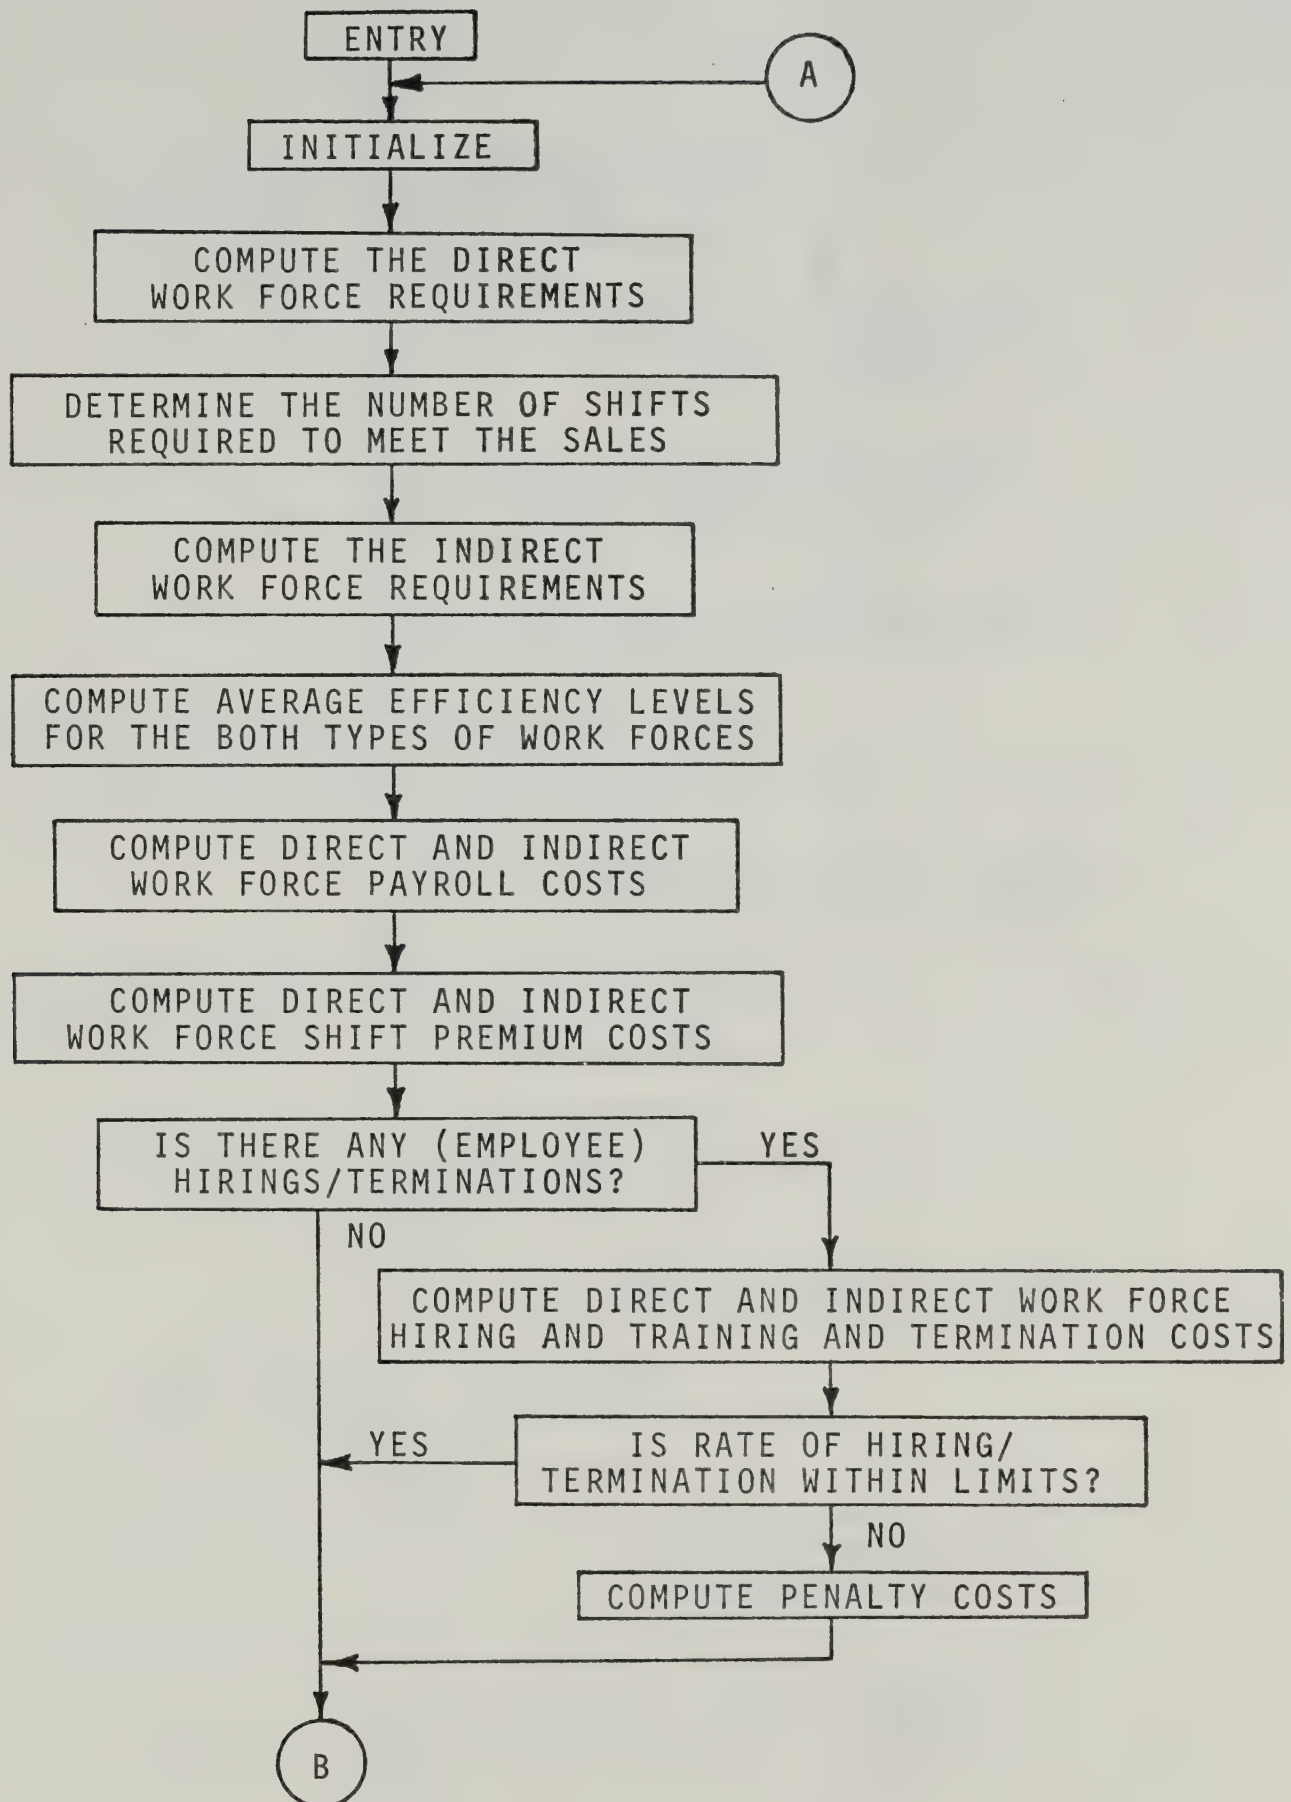 ENTRY
A
INITIALIZE
COMPUTE THE DIRECT
WORK FORCE REQUIREMENTS
DETERMINE THE NUMBER OF SHIFTS
REQUIRED TO MEET THE SALES
COMPUTE THE INDIRECT
WORK FORCE REQUIREMENTS
COMPUTE AVERAGE EFFICIENCY LEVELS
FOR THE BOTH TYPES OF WORK FORCES
COMPUTE DIRECT AND INDIRECT
WORK FORCE PAYROLL COSTS
COMPUTE DIRECT AND INDIRECT
WORK FORCE SHIFT PREMIUM COSTS
IS THERE ANY (EMPLOYEE)
HIRINGS/TERMINATIONS?
YES
NO
COMPUTE DIRECT AND INDIRECT WORK FORCE
HIRING AND TRAINING AND TERMINATION COSTS
YES
IS RATE OF HIRING/
TERMINATION WITHIN LIMITS?
NO
COMPUTE PENALTY COSTS
B